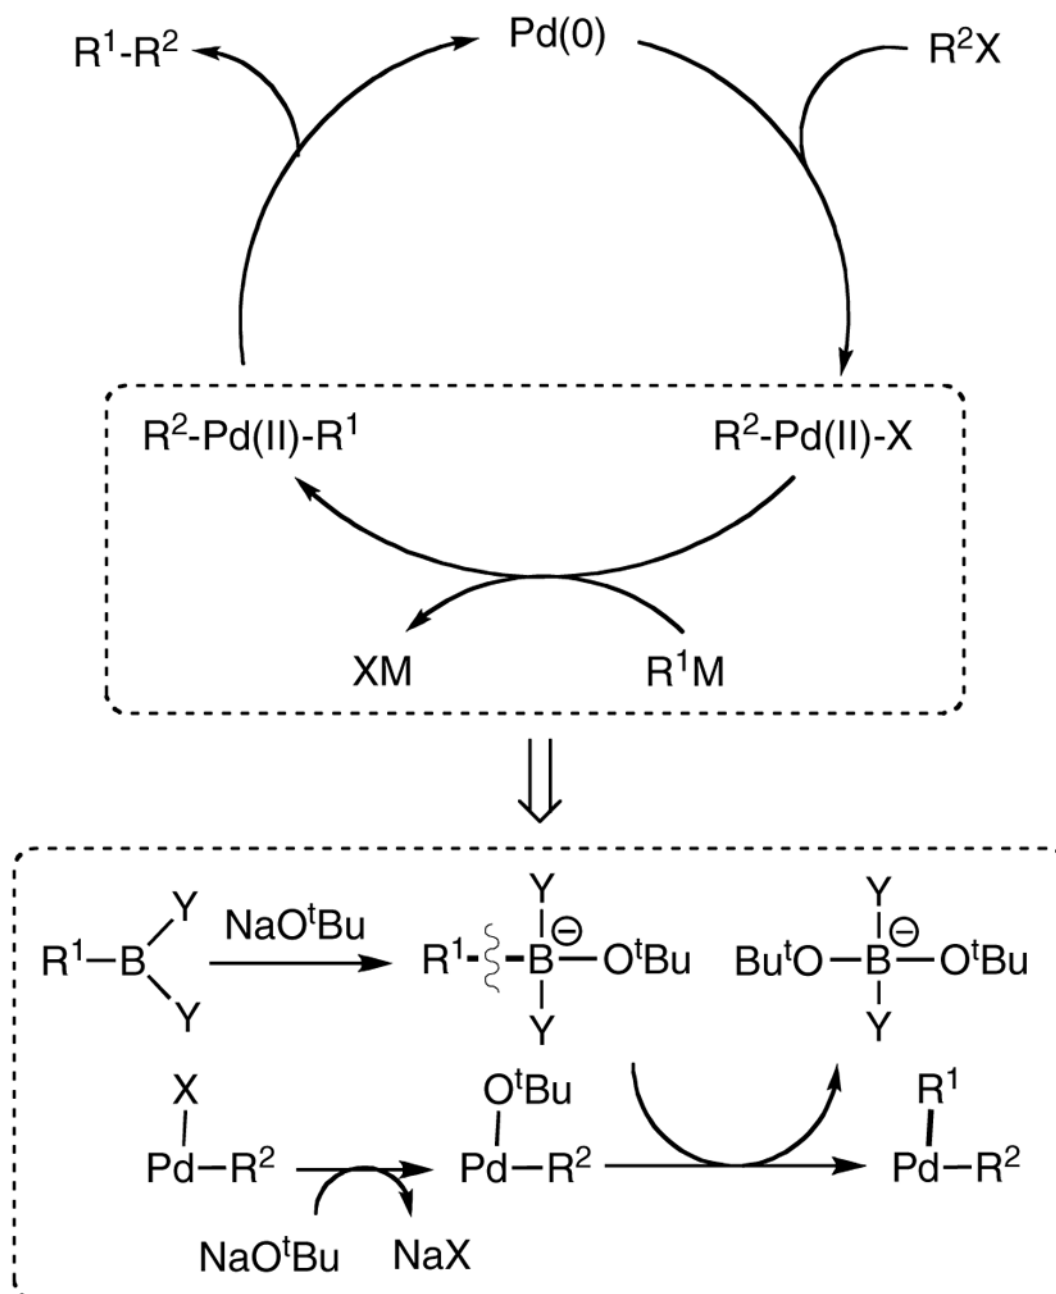 R¹-R² Pd(0) R²X
R²-Pd(II)-R¹ R²-Pd(II)-X
XM R¹M
Y Y Y
NaOᵗBu
R¹–B R¹--B–OᵗBu BuᵗO–B–OᵗBu
⊖ ⊖
Y Y Y
X OᵗBu R¹
Pd–R² Pd–R² Pd–R²
NaOᵗBu NaX